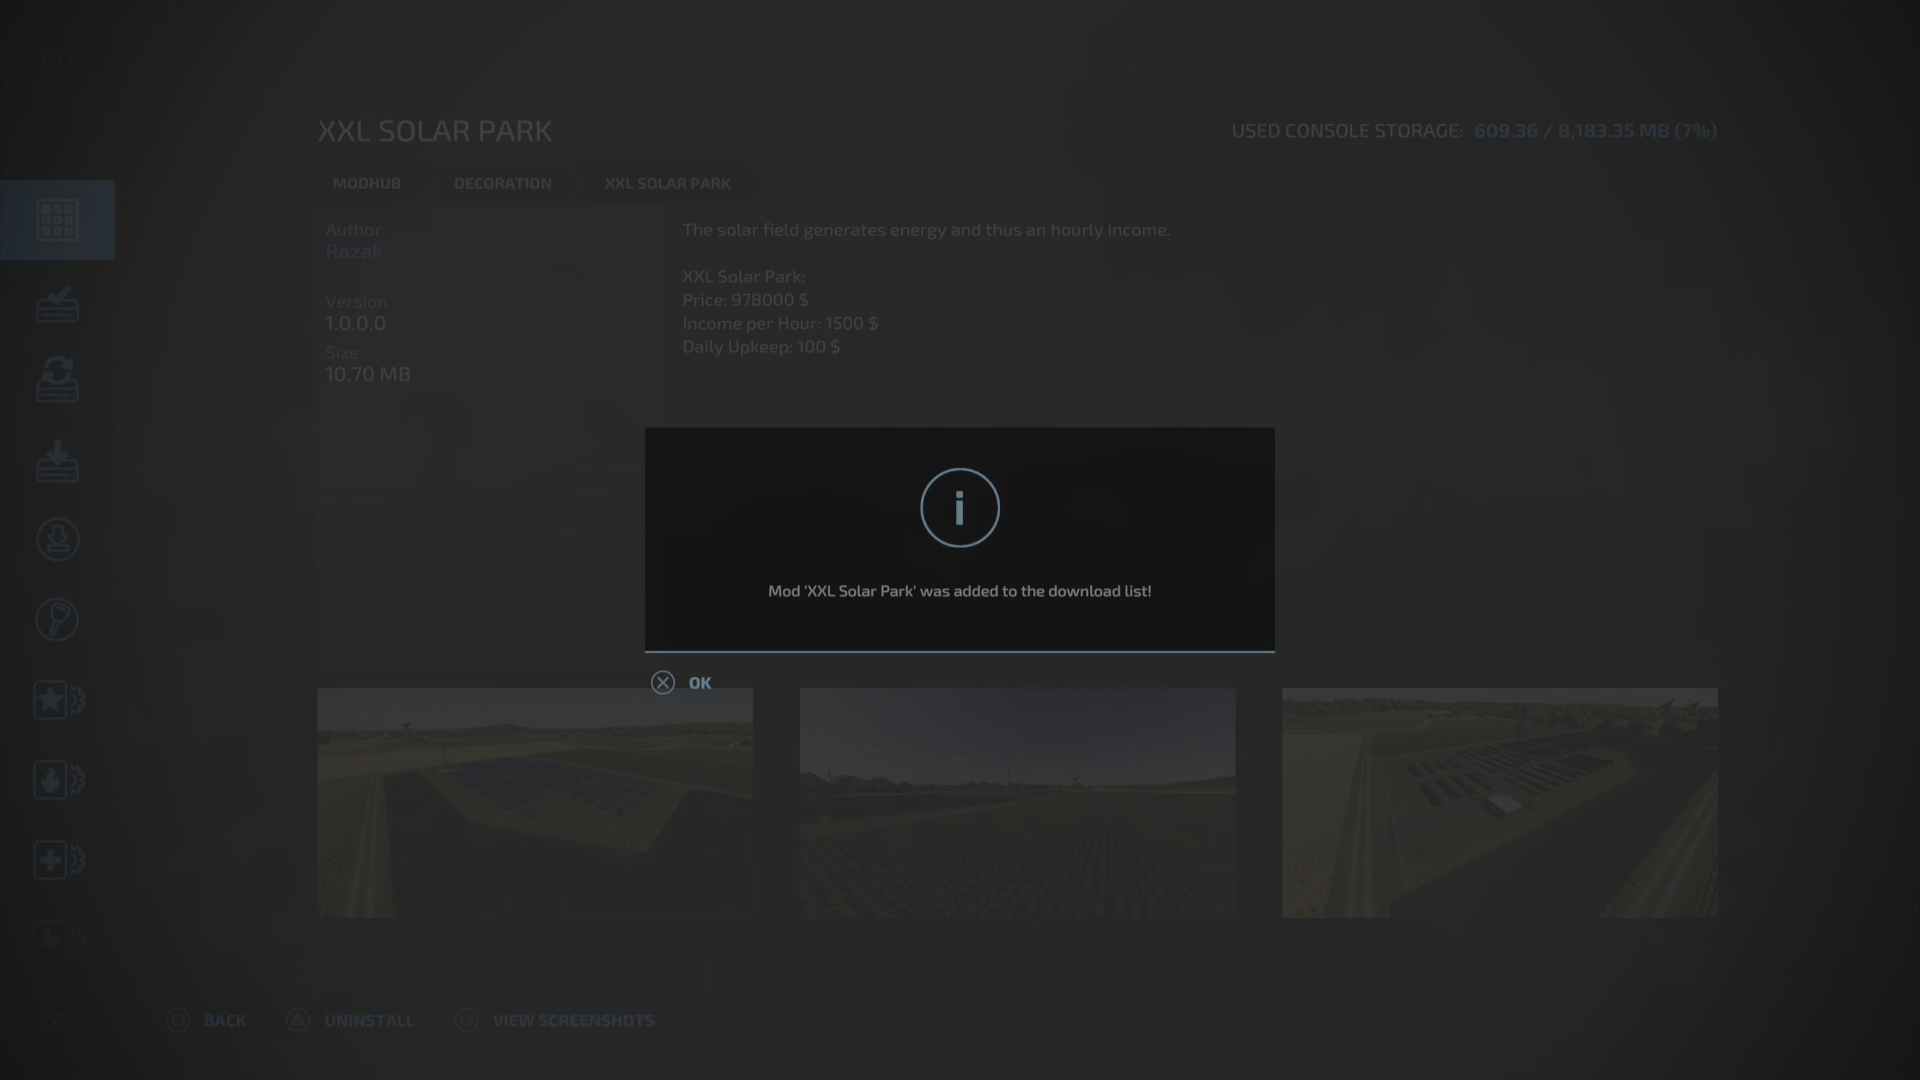 XXL SOLAR PARK
USED CONSOLE STORAGE: 609.36 / 8,183.35 MB (7%)
MODHUB
DECORATION
XXL SOLAR PARK
Author
Razak
Version
1.0.0.0
Size
10.70 MB
The solar field generates energy and thus an hourly income.
XXL Solar Park:
Price: 978000 $
Income per Hour: 1500 $
Daily Upkeep: 100 $
Mod 'XXL Solar Park' was added to the download list!
OK
BACK
UNINSTALL
VIEW SCREENSHOTS